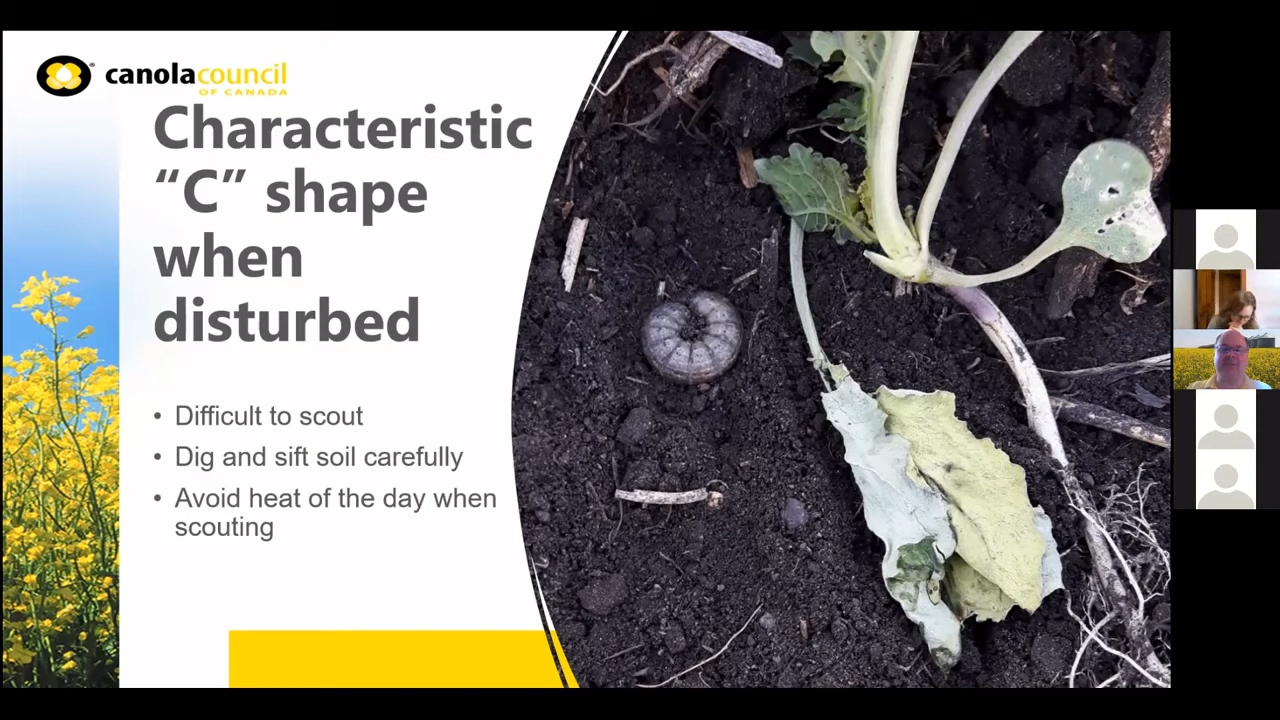 canolacouncil
OF CANADA
Characteristic
“C” shape
when
disturbed
• Difficult to scout
• Dig and sift soil carefully
• Avoid heat of the day when
scouting